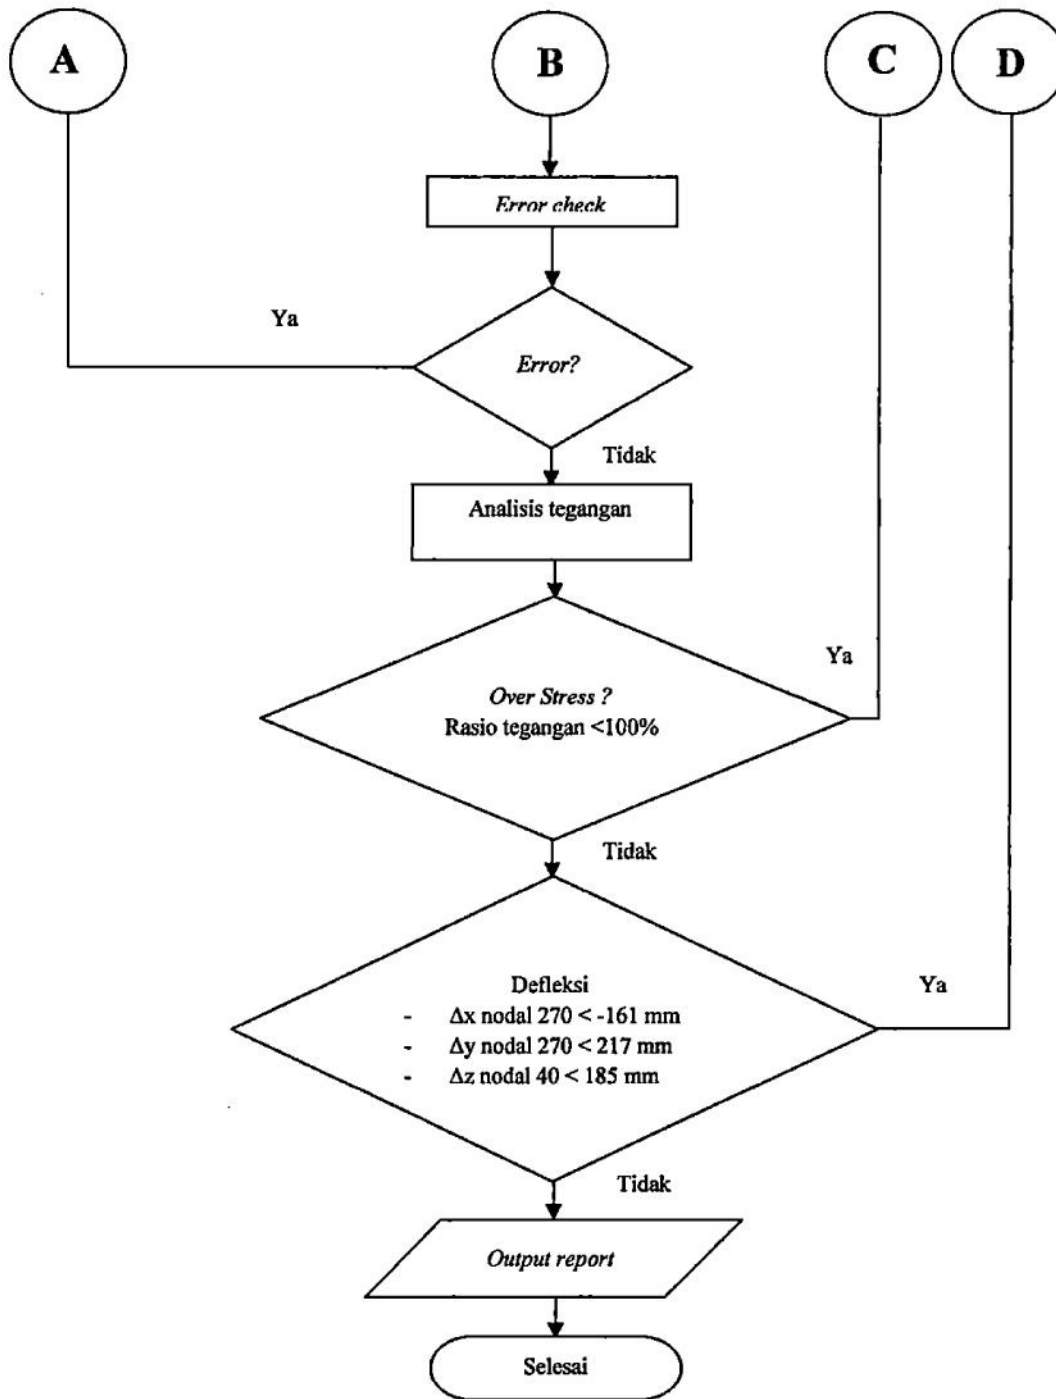 A
B
C
D
Error check
Ya
Error?
Tidak
Analisis tegangan
Ya
Over Stress ?
Rasio tegangan <100%
Tidak
Ya
Defleksi
- Δx nodal 270 < -161 mm
- Δy nodal 270 < 217 mm
- Δz nodal 40 < 185 mm
Tidak
Output report
Selesai